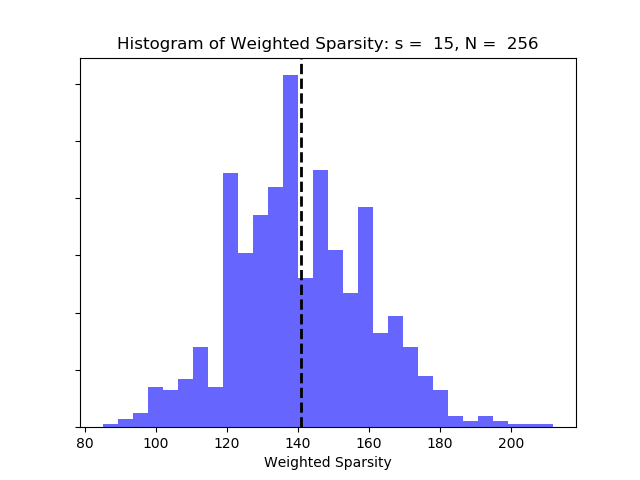 Histogram of Weighted Sparsity: s =  15, N =  256
80 100 120 140 160 180 200
Weighted Sparsity